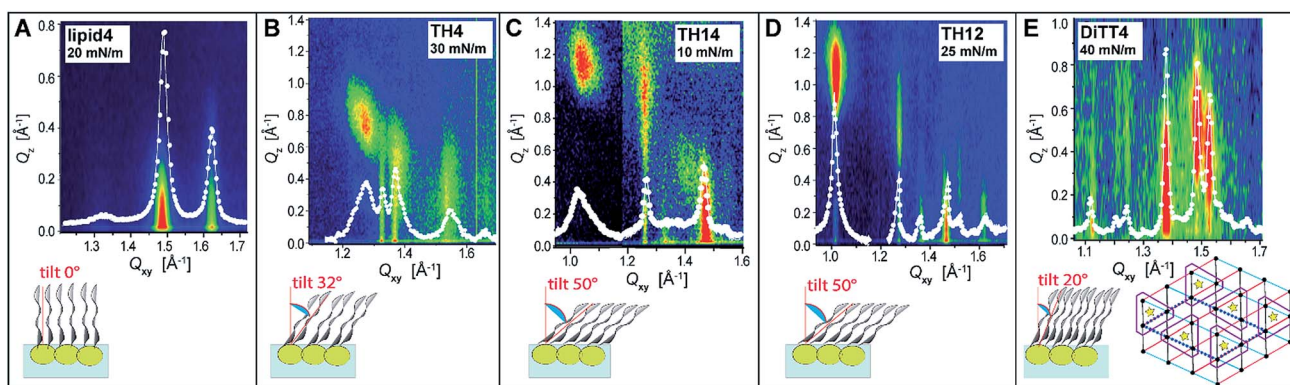 A
lipid4
20 mN/m
0.8
0.6
0.4
0.2
0.0
Qz [Å-1]
1.3 1.4 1.5 1.6 1.7
Qxy [Å-1]
tilt 0°
B
TH4
30 mN/m
1.4
1.2
1.0
0.8
0.6
0.4
0.2
0.0
Qz [Å-1]
1.2 1.4 1.6
Qxy [Å-1]
tilt 32°
C
TH14
10 mN/m
1.4
1.2
1.0
0.8
0.6
0.4
0.2
0.0
Qz [Å-1]
1.0 1.2 1.4 1.6
Qxy [Å-1]
tilt 50°
D
TH12
25 mN/m
1.4
1.2
1.0
0.8
0.6
0.4
0.2
0.0
Qz [Å-1]
1.0 1.2 1.4 1.6
Qxy [Å-1]
tilt 50°
E
DiTT4
40 mN/m
1.0
0.8
0.6
0.4
0.2
0.0
Qz [Å-1]
1.1 1.3 1.5 1.7
Qxy [Å-1]
tilt 20°